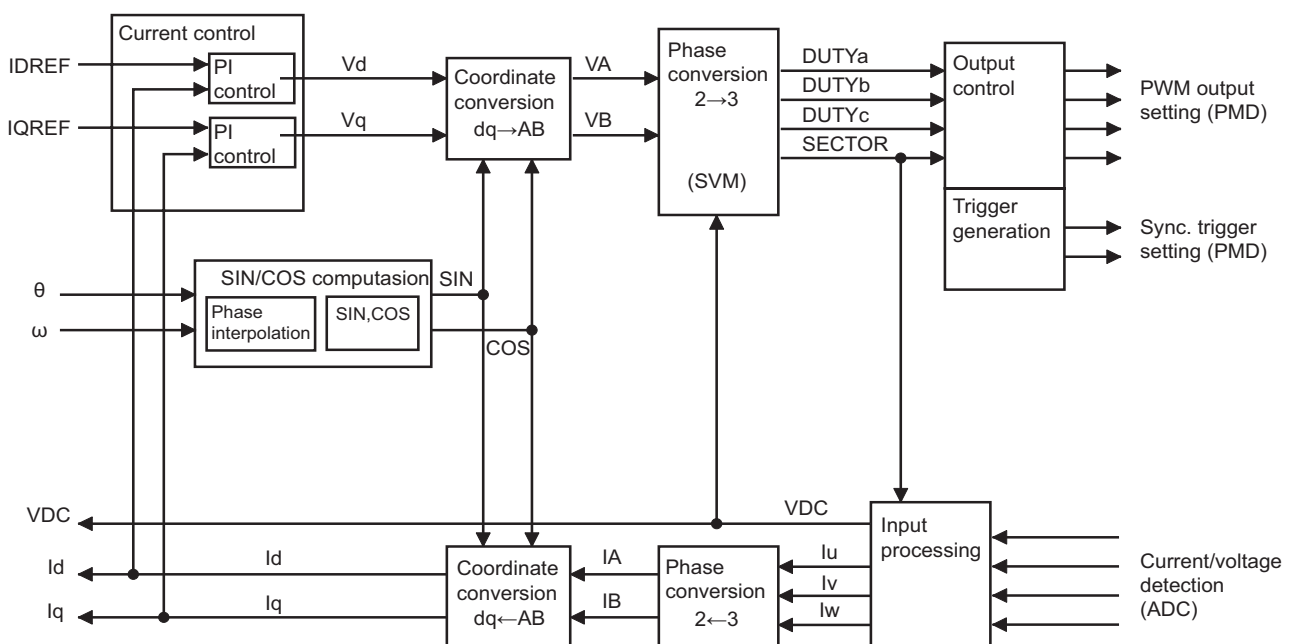 Current control
IDREF
PI
control
Vd
IQREF
PI
control
Vq
Coordinate
conversion
dq→AB
VA
VB
Phase
conversion
2→3
(SVM)
DUTYa
DUTYb
DUTYc
SECTOR
Output
control
PWM output
setting (PMD)
Trigger
generation
Sync. trigger
setting (PMD)
θ
ω
SIN/COS computasion
Phase
interpolation
SIN,COS
SIN
COS
VDC
VDC
Id
Id
Iq
Iq
Coordinate
conversion
dq←AB
IA
IB
Phase
conversion
2←3
Iu
Iv
Iw
Input
processing
Current/voltage
detection
(ADC)